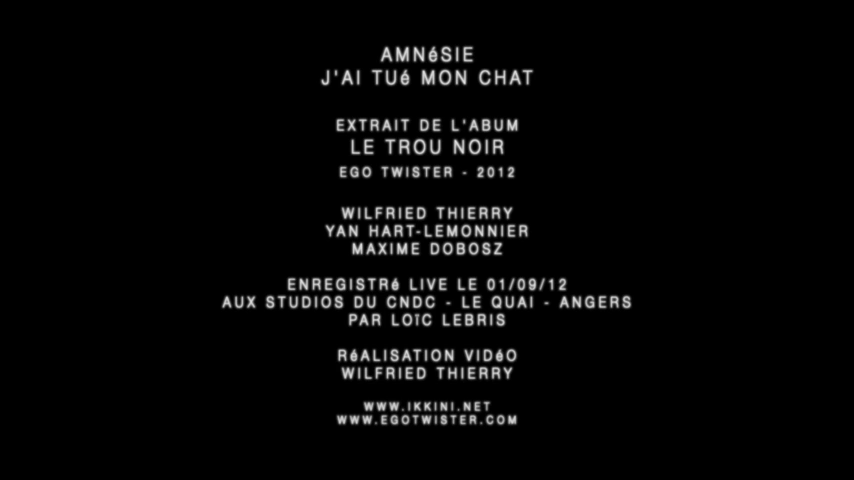 AMNéSIE
J'AI TUé MON CHAT
EXTRAIT DE L'ABUM
LE TROU NOIR
EGO TWISTER - 2012
WILFRIED THIERRY
YAN HART-LEMONNIER
MAXIME DOBOSZ
ENREGISTRé LIVE LE 01/09/12
AUX STUDIOS DU CNDC - LE QUAI - ANGERS
PAR LOïC LEBRIS
RéALISATION VIDéO
WILFRIED THIERRY
WWW.IKKINI.NET
WWW.EGOTWISTER.COM